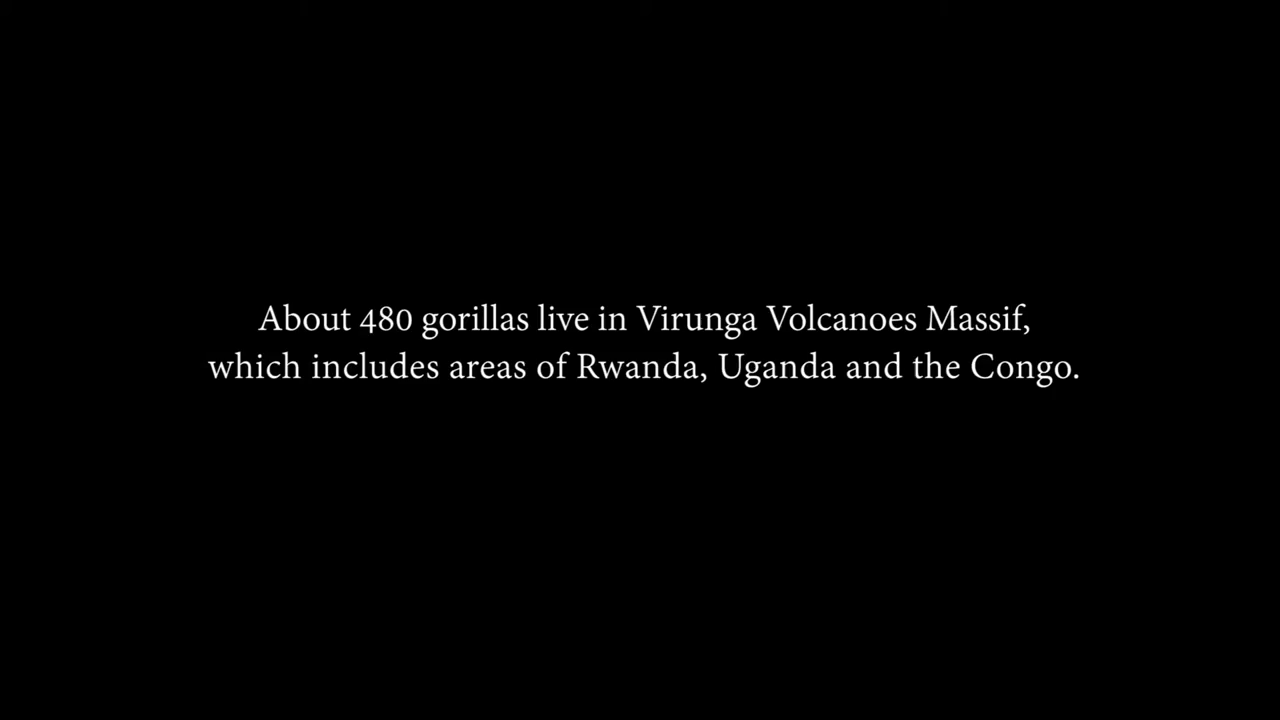 About 480 gorillas live in Virunga Volcanoes Massif,
which includes areas of Rwanda, Uganda and the Congo.